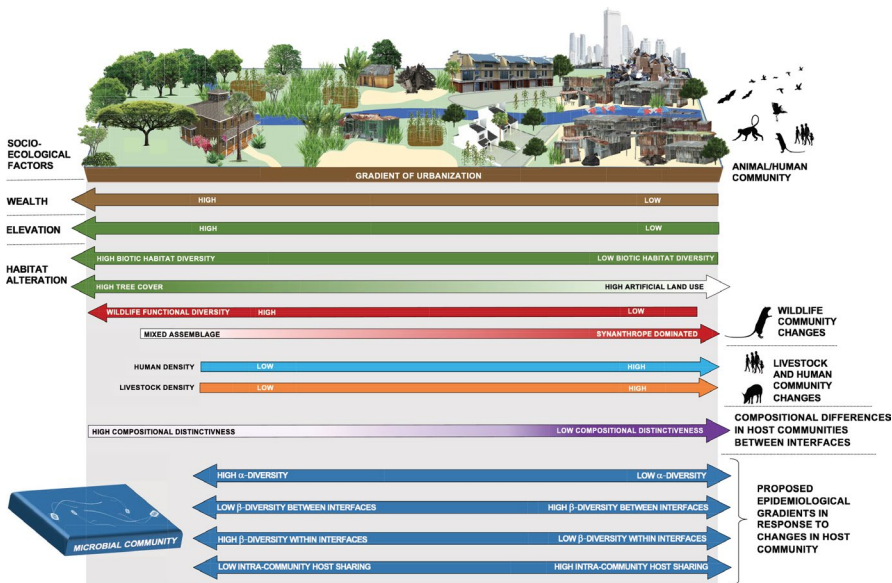 SOCIO-
ECOLOGICAL
FACTORS
ANIMAL/HUMAN
COMMUNITY
GRADIENT OF URBANIZATION
WEALTH
HIGH
LOW
ELEVATION
HIGH
LOW
HABITAT
ALTERATION
HIGH BIOTIC HABITAT DIVERSITY
LOW BIOTIC HABITAT DIVERSITY
HIGH TREE COVER
HIGH ARTIFICIAL LAND USE
WILDLIFE FUNCTIONAL DIVERSITY
HIGH
LOW
MIXED ASSEMBLAGE
SYNANTHROPE DOMINATED
WILDLIFE
COMMUNITY
CHANGES
HUMAN DENSITY
LOW
HIGH
LIVESTOCK DENSITY
LOW
HIGH
LIVESTOCK
AND HUMAN
COMMUNITY
CHANGES
HIGH COMPOSITIONAL DISTINCTIVNESS
LOW COMPOSITIONAL DISTINCTIVENESS
COMPOSITIONAL DIFFERENCES
IN HOST COMMUNITIES
BETWEEN INTERFACES
MICROBIAL COMMUNITY
HIGH α-DIVERSITY
LOW α-DIVERSITY
LOW β-DIVERSITY BETWEEN INTERFACES
HIGH β-DIVERSITY BETWEEN INTERFACES
HIGH β-DIVERSITY WITHIN INTERFACES
LOW β-DIVERSITY WITHIN INTERFACES
LOW INTRA-COMMUNITY HOST SHARING
HIGH INTRA-COMMUNITY HOST SHARING
PROPOSED
EPIDEMIOLOGICAL
GRADIENTS IN
RESPONSE TO
CHANGES IN HOST
COMMUNITY